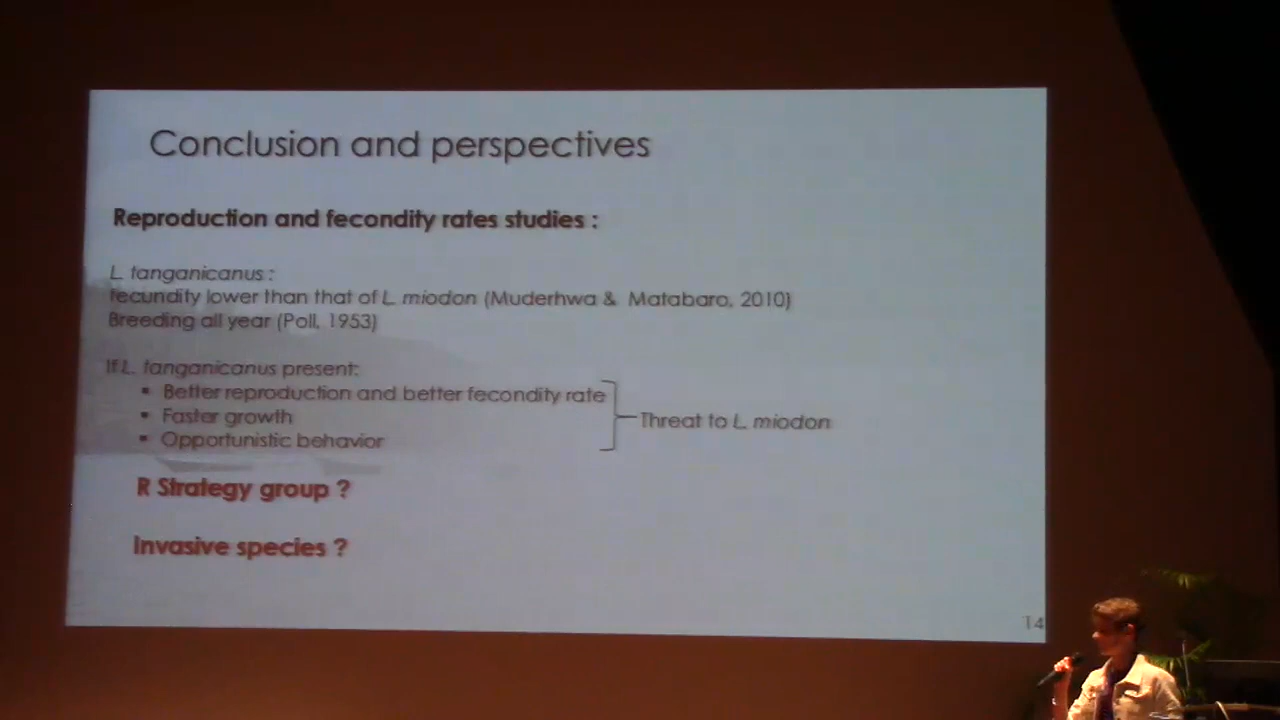 Conclusion and perspectives
Reproduction and fecondity rates studies :
L. tanganicanus :
fecundity lower than that of L. miodon (Muderhwa & Matabaro, 2010)
Breeding all year (Poll, 1953)
If L. tanganicanus present:
▪ Better reproduction and better fecondity rate
▪ Faster growth
▪ Opportunistic behavior
Threat to L. miodon
R Strategy group ?
Invasive species ?
14